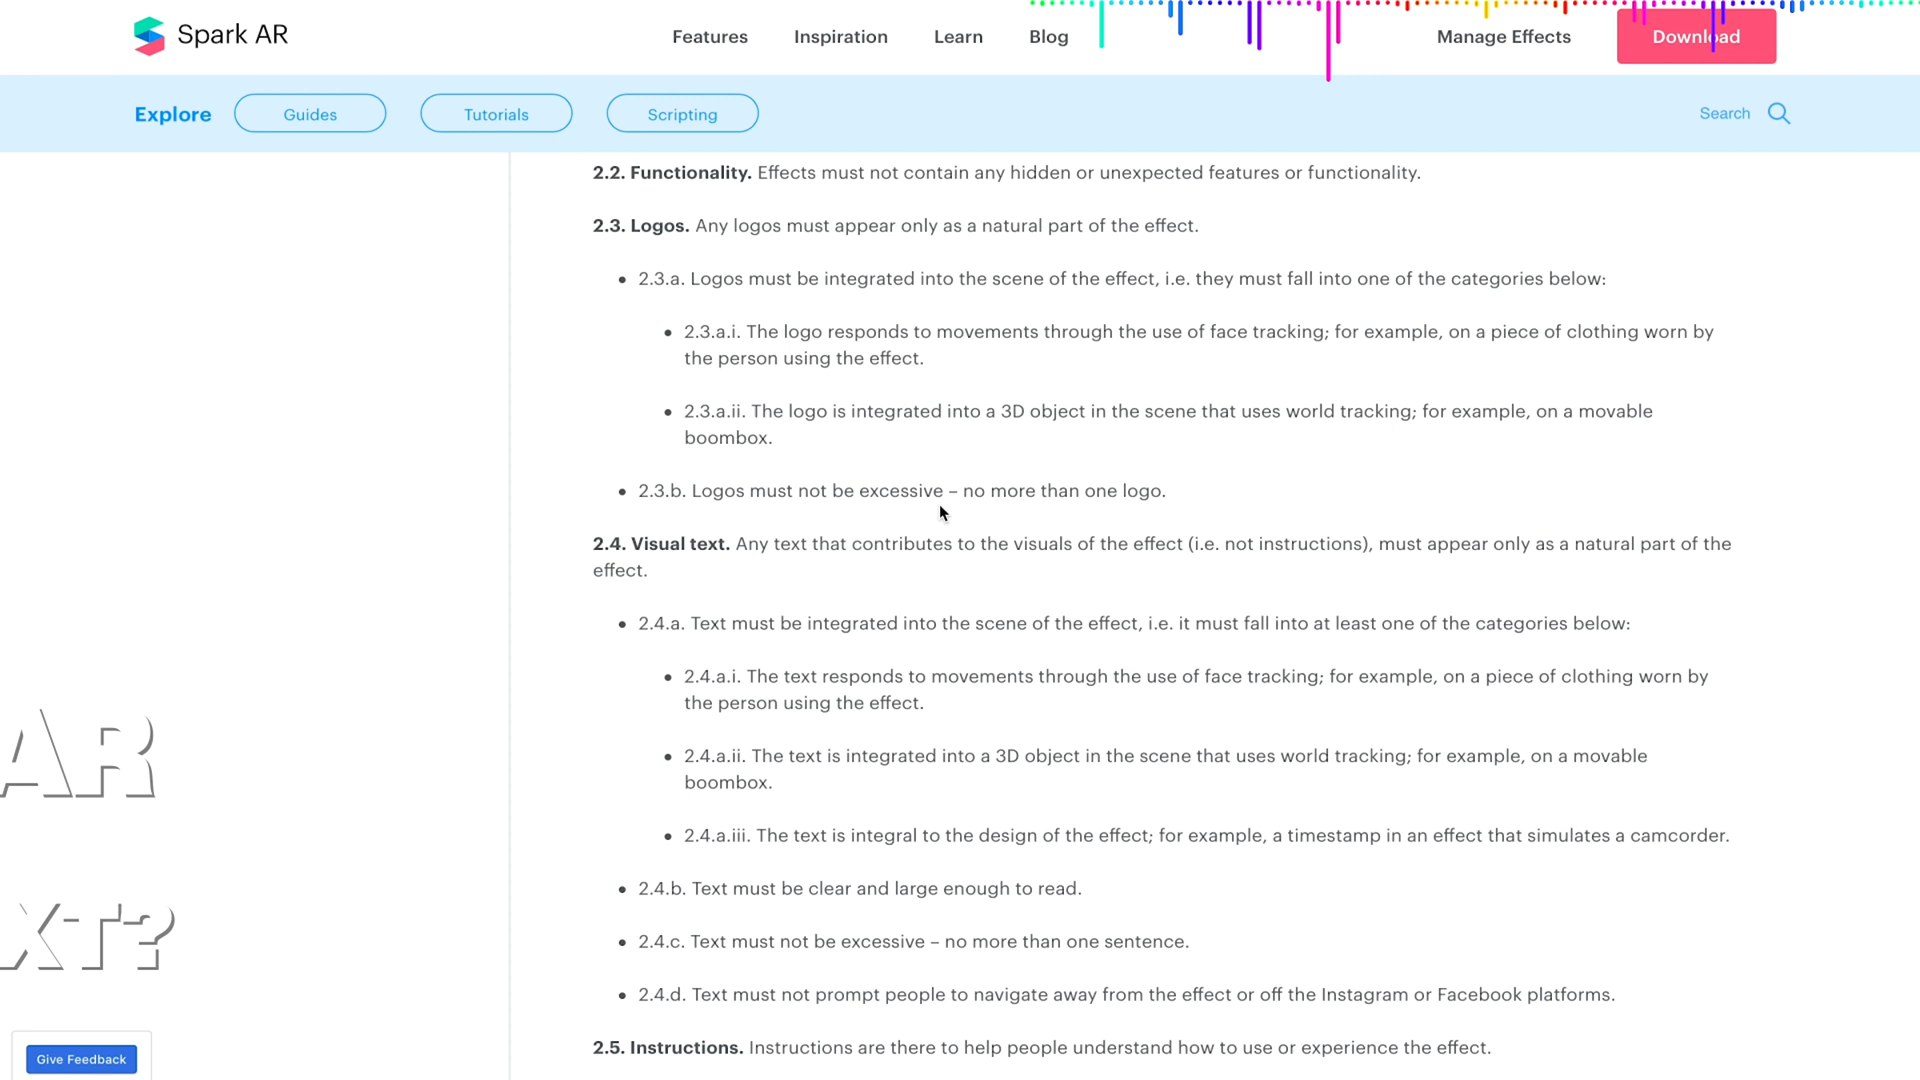 Spark AR
Features Inspiration Learn Blog Manage Effects Download
Explore Guides Tutorials Scripting Search
2.2. Functionality. Effects must not contain any hidden or unexpected features or functionality.
2.3. Logos. Any logos must appear only as a natural part of the effect.
• 2.3.a. Logos must be integrated into the scene of the effect, i.e. they must fall into one of the categories below:
• 2.3.a.i. The logo responds to movements through the use of face tracking; for example, on a piece of clothing worn by
the person using the effect.
• 2.3.a.ii. The logo is integrated into a 3D object in the scene that uses world tracking; for example, on a movable
boombox.
• 2.3.b. Logos must not be excessive – no more than one logo.
2.4. Visual text. Any text that contributes to the visuals of the effect (i.e. not instructions), must appear only as a natural part of the
effect.
• 2.4.a. Text must be integrated into the scene of the effect, i.e. it must fall into at least one of the categories below:
• 2.4.a.i. The text responds to movements through the use of face tracking; for example, on a piece of clothing worn by
the person using the effect.
• 2.4.a.ii. The text is integrated into a 3D object in the scene that uses world tracking; for example, on a movable
boombox.
• 2.4.a.iii. The text is integral to the design of the effect; for example, a timestamp in an effect that simulates a camcorder.
AR
• 2.4.b. Text must be clear and large enough to read.
• 2.4.c. Text must not be excessive – no more than one sentence.
XT?
• 2.4.d. Text must not prompt people to navigate away from the effect or off the Instagram or Facebook platforms.
2.5. Instructions. Instructions are there to help people understand how to use or experience the effect.
Give Feedback